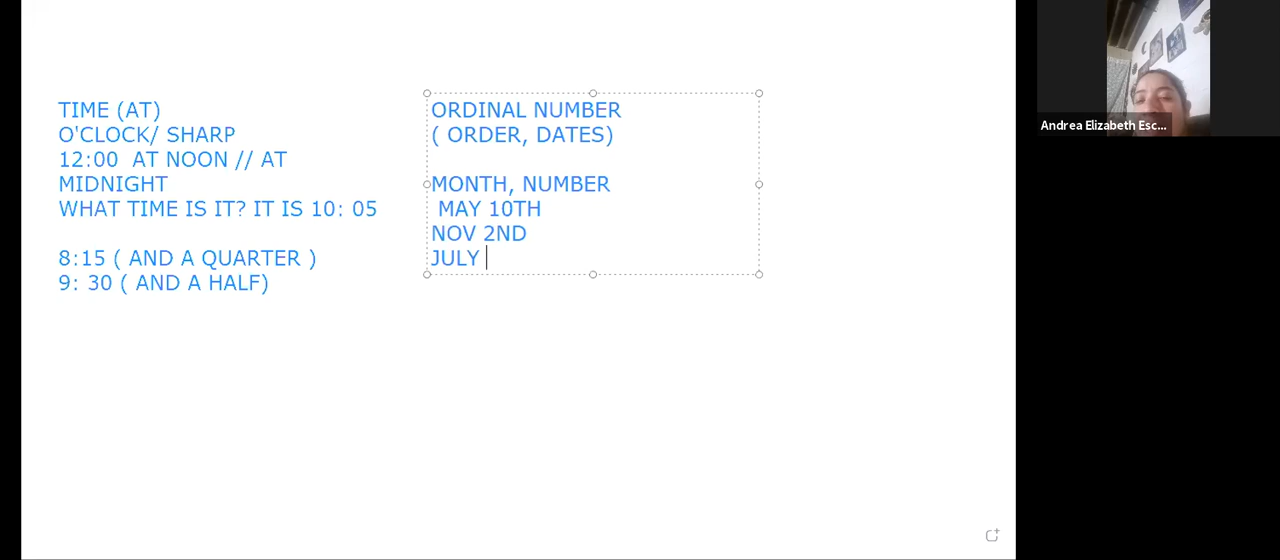 TIME (AT)
O'CLOCK/ SHARP
12:00 AT NOON // AT
MIDNIGHT
WHAT TIME IS IT? IT IS 10: 05
8:15 ( AND A QUARTER )
9: 30 ( AND A HALF)
ORDINAL NUMBER
( ORDER, DATES)
MONTH, NUMBER
MAY 10TH
NOV 2ND
JULY
Andrea Elizabeth Esc...